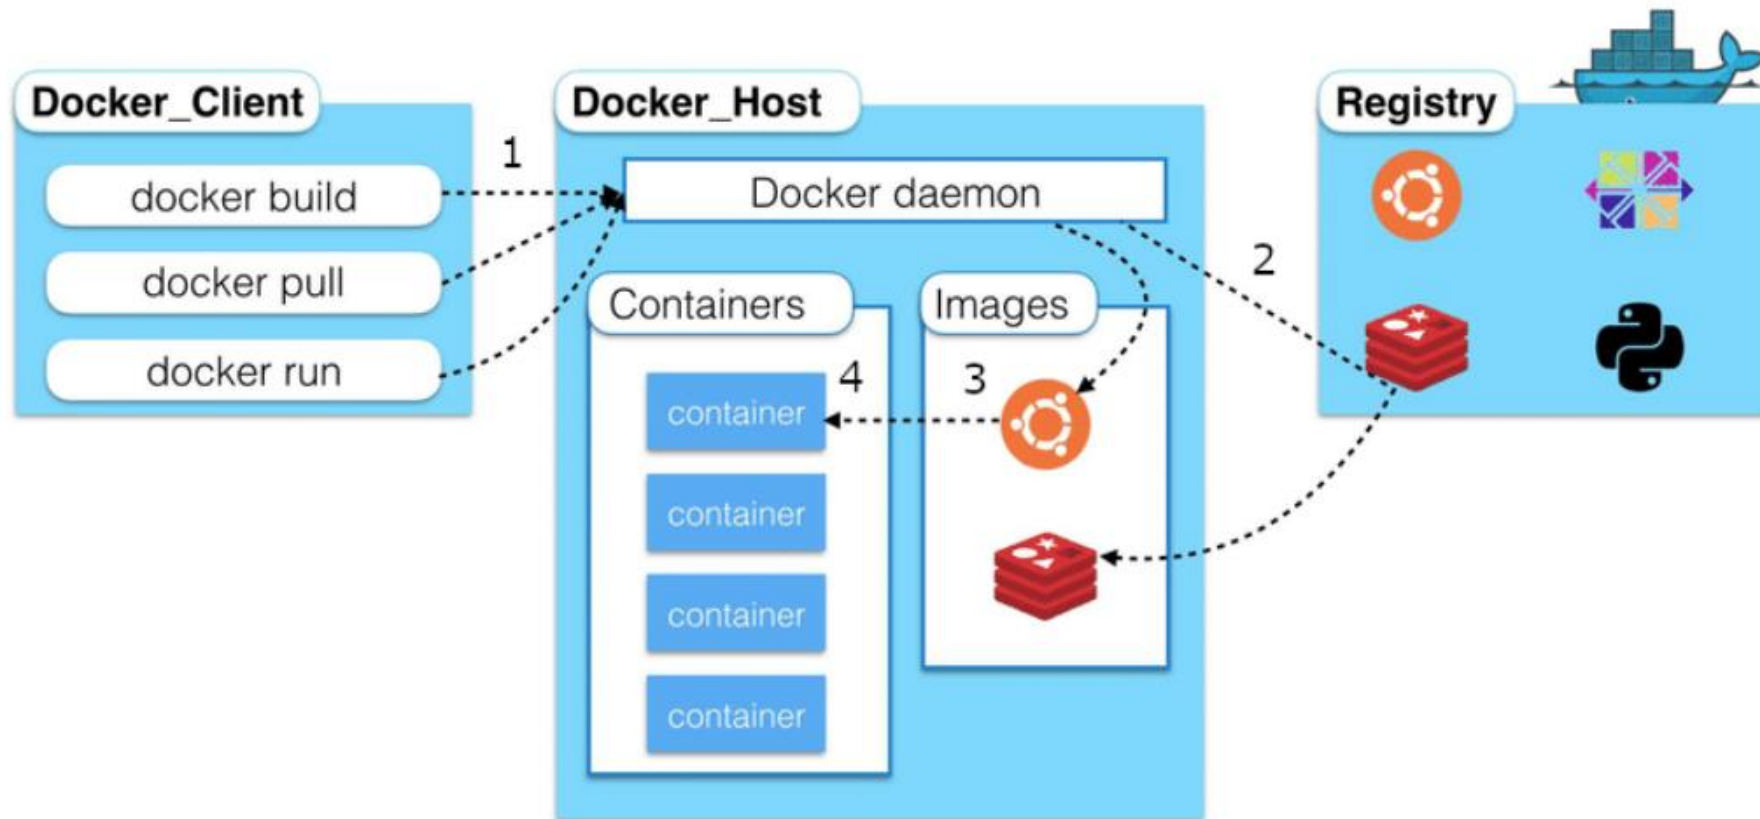 Docker_Client
docker build
docker pull
docker run
1
Docker_Host
Docker daemon
Containers
container
container
container
container
4
Images
3
2
Registry